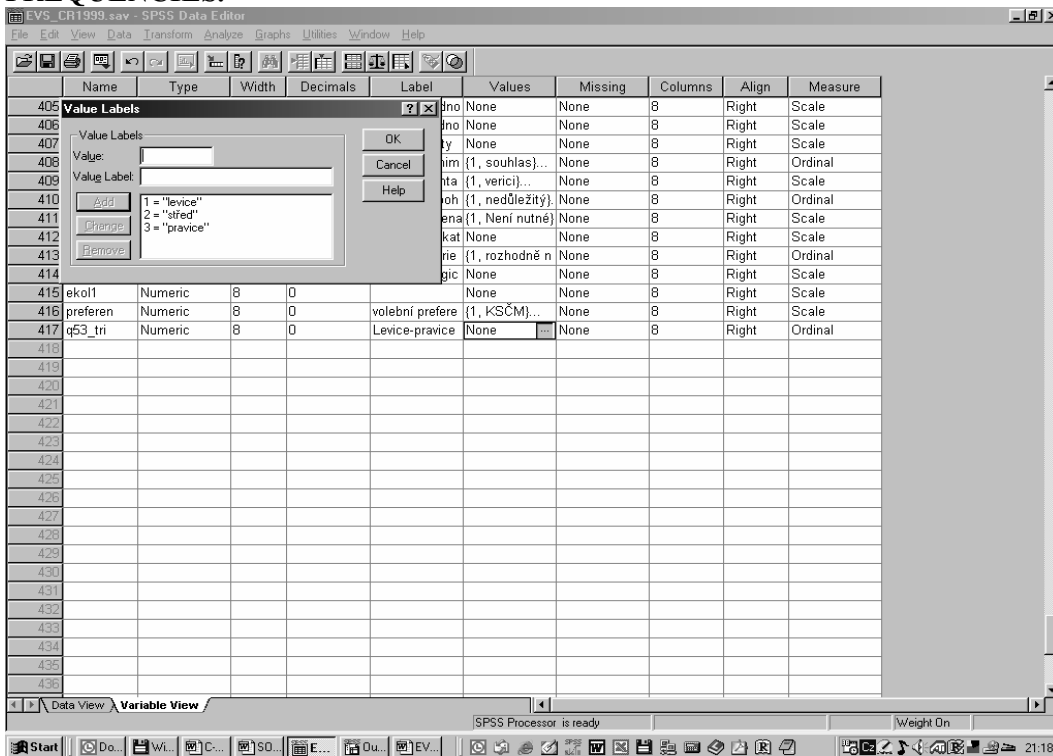 FREQUENCIES.
EVS_CR1999.sav - SPSS Data Editor
File Edit View Data Transform Analyze Graphs Utilities Window Help
Name Type Width Decimals Label Values Missing Columns Align Measure
405 dno None None 8 Right Scale
406 dno None None 8 Right Scale
407 ty None None 8 Right Scale
408 him {1, souhlas}... None 8 Right Ordinal
409 nta {1, verici}... None 8 Right Scale
410 poh {1, nedůležitý}. None 8 Right Ordinal
411 ena {1, Není nutné} None 8 Right Scale
412 kat None None 8 Right Scale
413 rie {1, rozhodně n None 8 Right Ordinal
414 gic None None 8 Right Scale
Value Labels
Value Labels
Value:
Value Label:
Add
Change
Remove
1 = "levice"
2 = "střed"
3 = "pravice"
OK
Cancel
Help
415 ekol1 Numeric 8 0 None None 8 Right Scale
416 preferen Numeric 8 0 volební prefere {1, KSČM}... None 8 Right Scale
417 q53_tri Numeric 8 0 Levice-pravice None ... None 8 Right Ordinal
418
419
420
421
422
423
424
425
426
427
428
429
430
431
432
433
434
435
436
Data View Variable View
SPSS Processor is ready Weight On
Start Do... Wi... C-... SO... E... Ou... EV... Cz 21:18